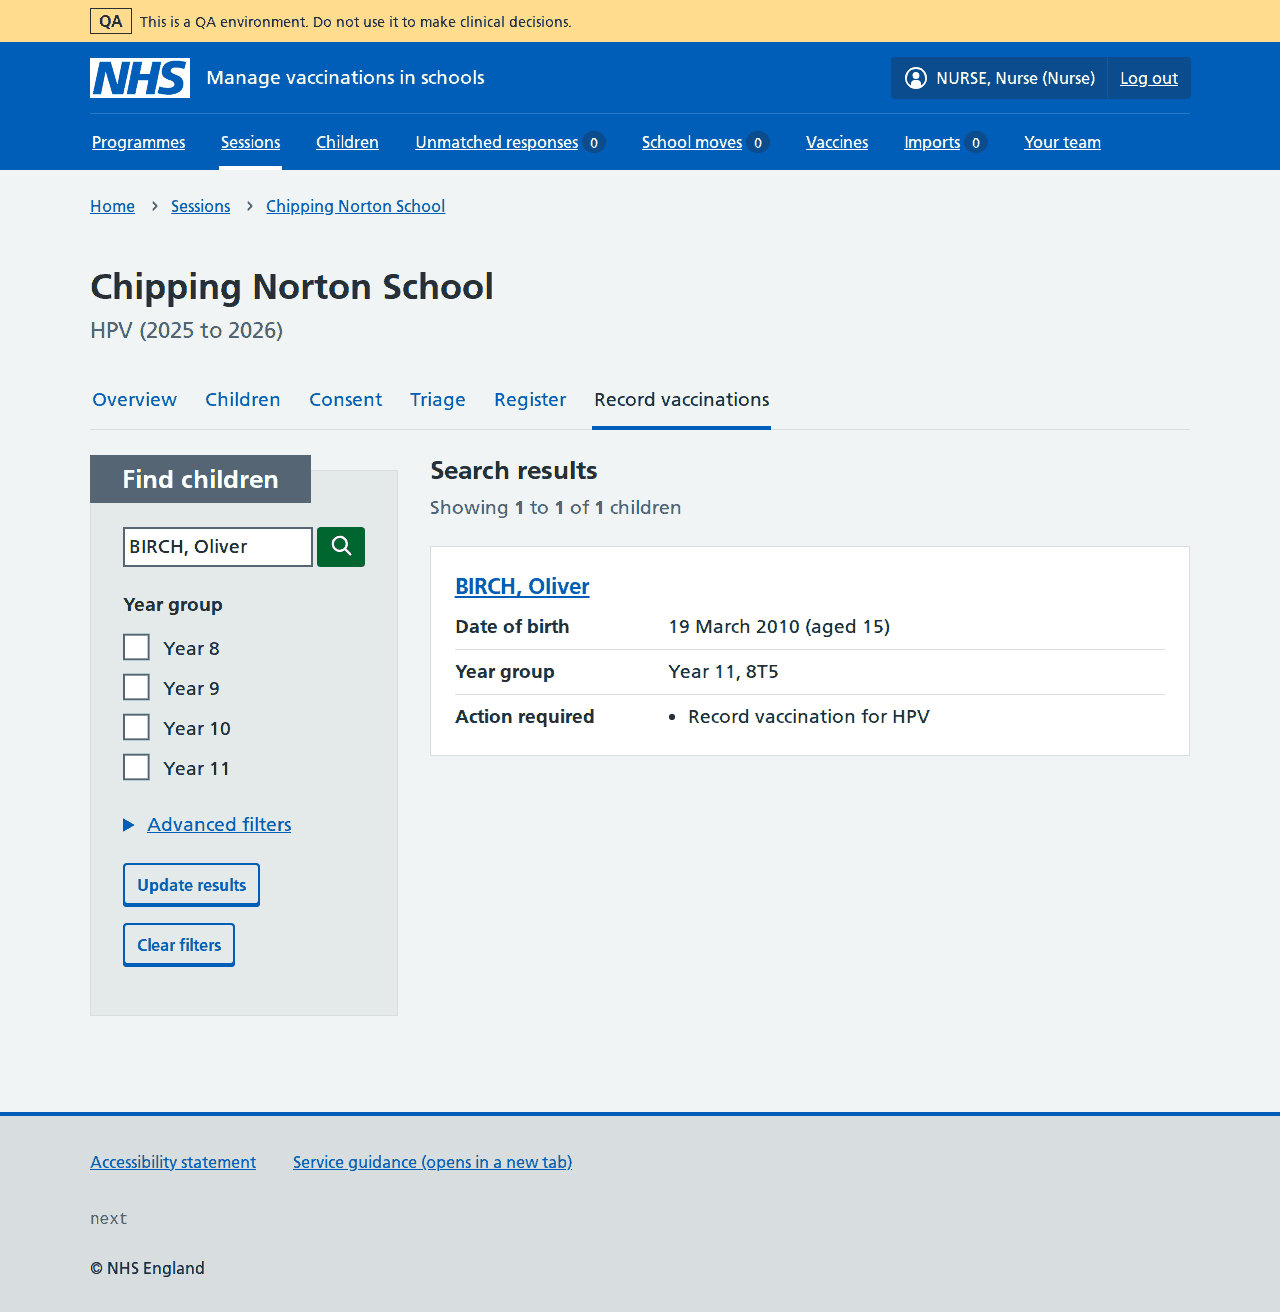 QA This is a QA environment. Do not use it to make clinical decisions.
NHS Manage vaccinations in schools NURSE, Nurse (Nurse) Log out
Programmes Sessions Children Unmatched responses 0 School moves 0 Vaccines Imports 0 Your team
Home Sessions Chipping Norton School
Chipping Norton School
HPV (2025 to 2026)
Overview Children Consent Triage Register Record vaccinations
Find children
BIRCH, Oliver
Year group
Year 8
Year 9
Year 10
Year 11
Advanced filters
Update results
Clear filters
Search results
Showing 1 to 1 of 1 children
BIRCH, Oliver
Date of birth 19 March 2010 (aged 15)
Year group Year 11, 8T5
Action required • Record vaccination for HPV
Accessibility statement Service guidance (opens in a new tab)
next
© NHS England